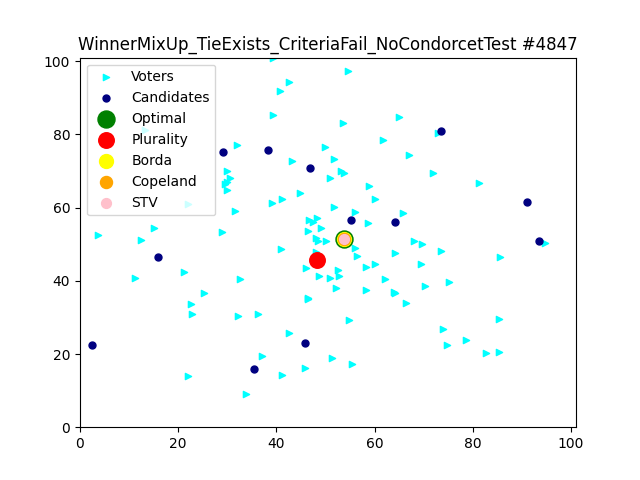 WinnerMixUp_TieExists_CriteriaFail_NoCondorcetTest #4847
100
80
60
40
20
0
Voters
Candidates
Optimal
Plurality
Borda
Copeland
STV
0 20 40 60 80 100